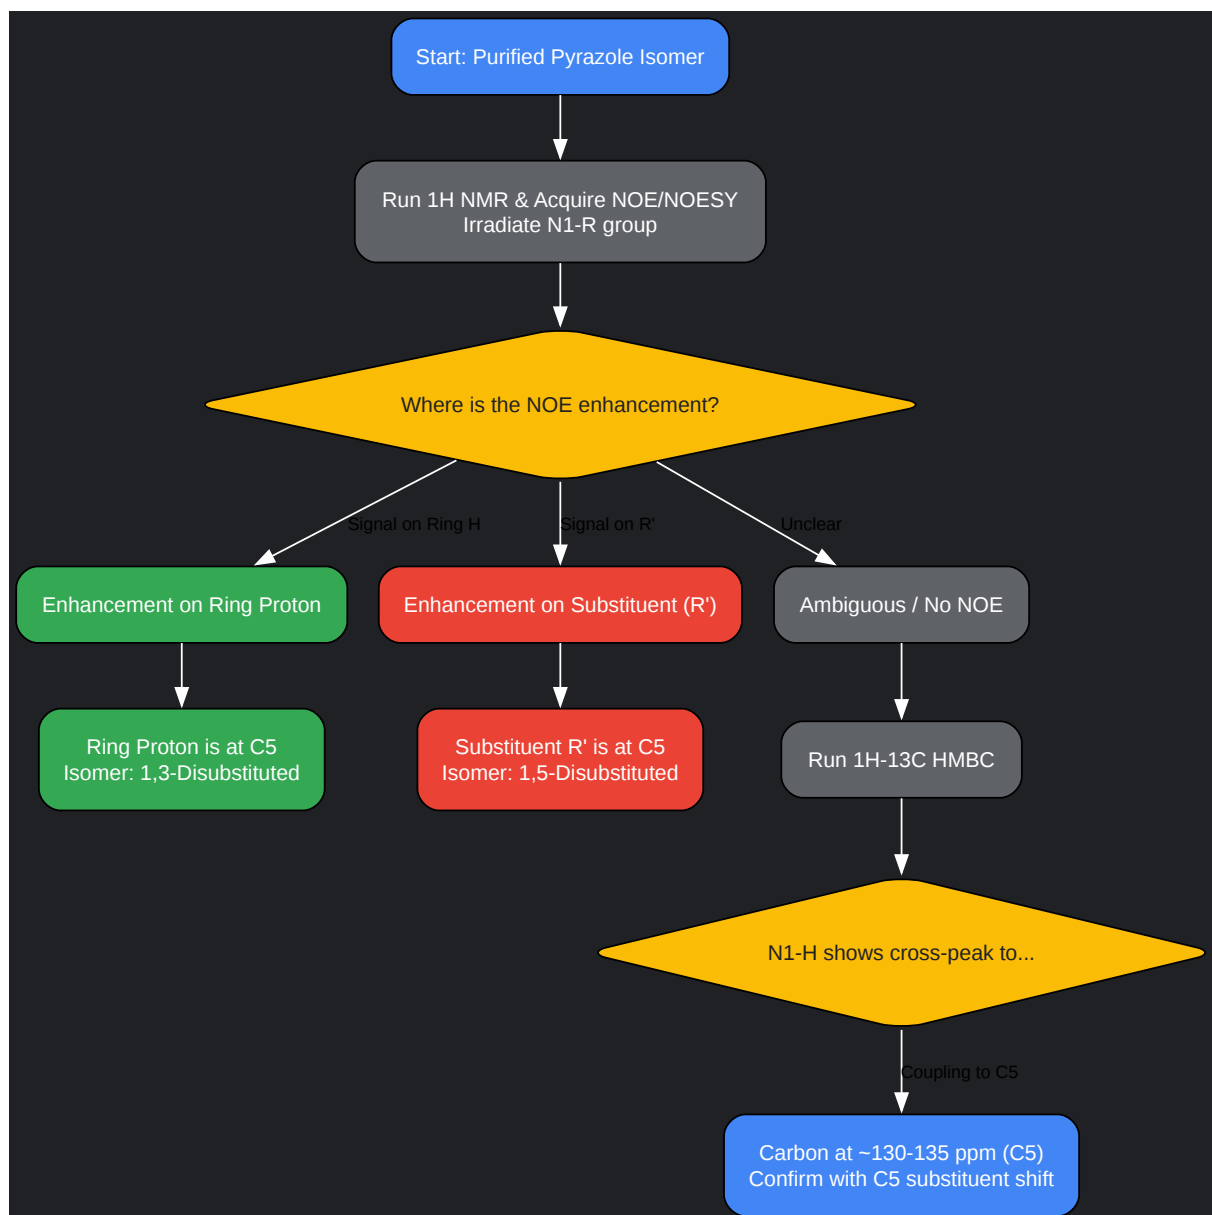 Start: Purified Pyrazole Isomer
Run 1H NMR & Acquire NOE/NOESY
Irradiate N1-R group
Where is the NOE enhancement?
Signal on Ring H
Signal on R'
Unclear
Enhancement on Ring Proton
Enhancement on Substituent (R')
Ambiguous / No NOE
Ring Proton is at C5
Isomer: 1,3-Disubstituted
Substituent R' is at C5
Isomer: 1,5-Disubstituted
Run 1H-13C HMBC
N1-H shows cross-peak to...
Coupling to C5
Carbon at ~130-135 ppm (C5)
Confirm with C5 substituent shift